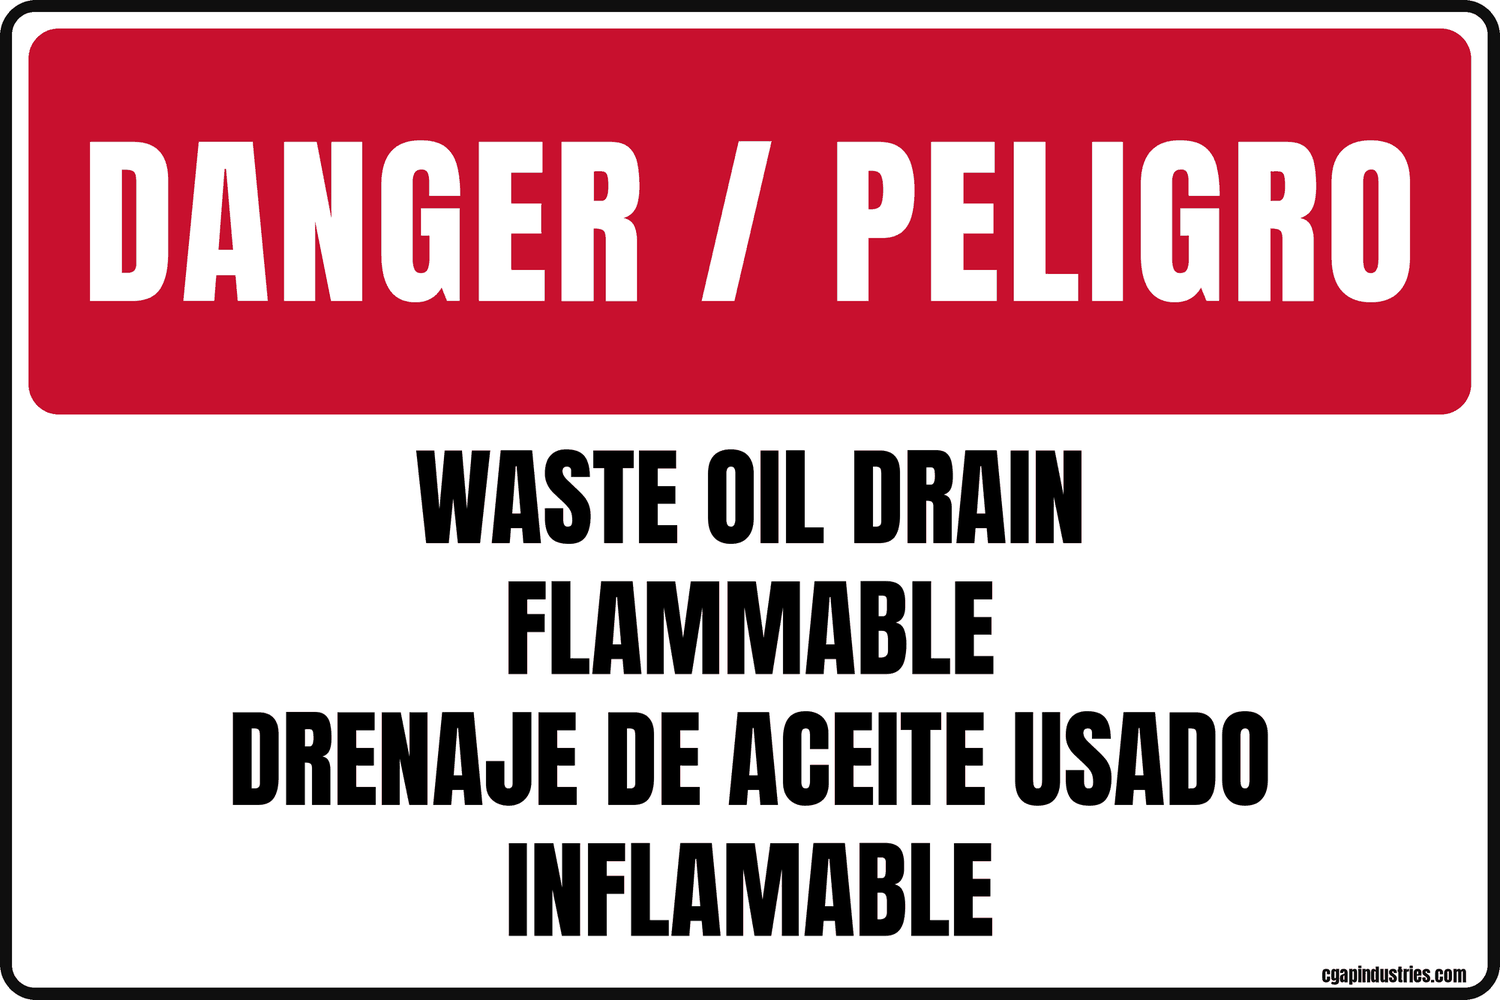 DANGER / PELIGRO
WASTE OIL DRAIN
FLAMMABLE
DRENAJE DE ACEITE USADO
INFLAMABLE
cgapindustries.com